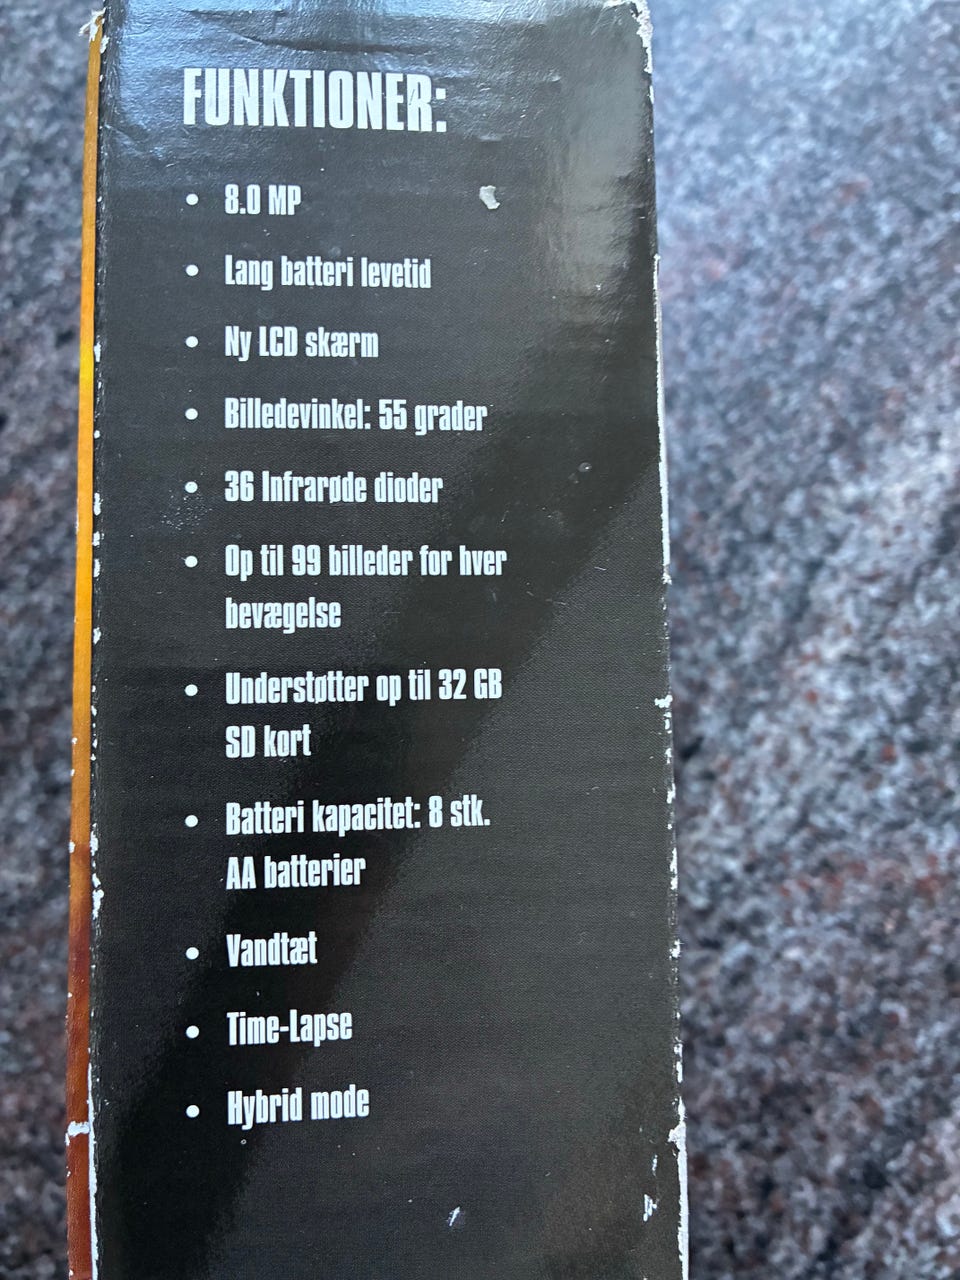 FUNKTIONER:
• 8.0 MP
• Lang batteri levetid
• Ny LCD skærm
• Billedevinkel: 55 grader
• 36 Infrarøde dioder
• Op til 99 billeder for hver
bevægelse
• Understøtter op til 32 GB
SD kort
• Batteri kapacitet: 8 stk.
AA batterier
• Vandtæt
• Time-Lapse
• Hybrid mode